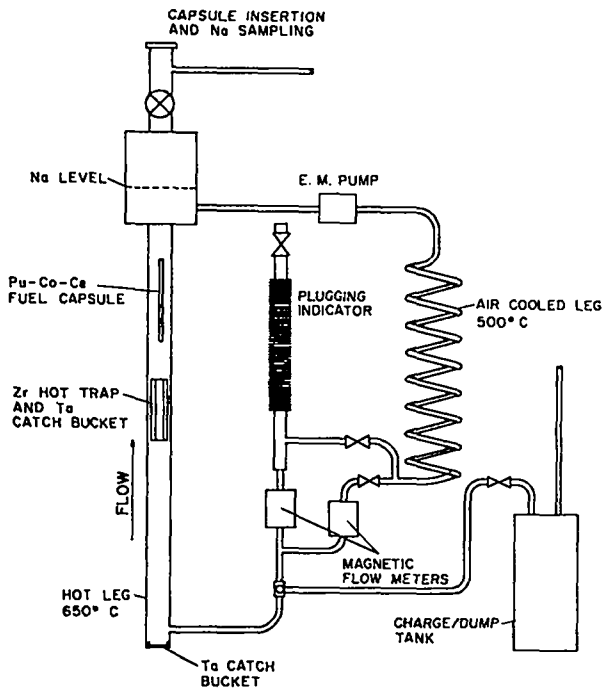 CAPSULE INSERTION
AND Na SAMPLING
Na LEVEL
E. M. PUMP
Pu-Co-Ce
FUEL CAPSULE
PLUGGING
INDICATOR
AIR COOLED LEG
500° C
Zr HOT TRAP
AND Ta
CATCH BUCKET
FLOW
MAGNETIC
FLOW METERS
HOT LEG
650° C
CHARGE/DUMP
TANK
Ta CATCH
BUCKET